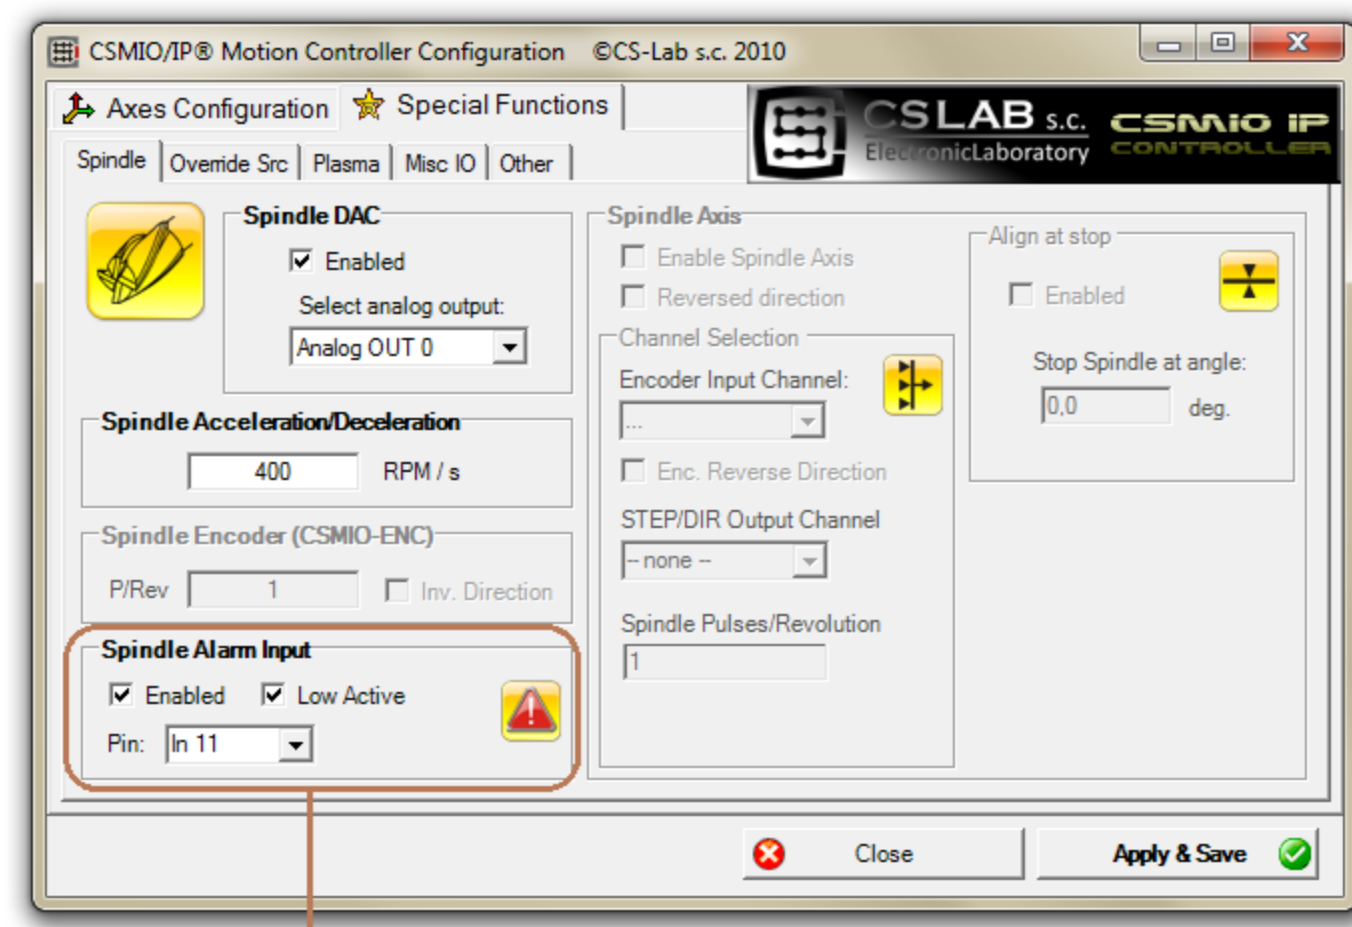 CSMIO/IP® Motion Controller Configuration ©CS-Lab s.c. 2010
Axes Configuration Special Functions
CSLAB s.c.
ElectronicLaboratory
CSMIO IP
CONTROLLER
Spindle Override Src Plasma Misc IO Other
Spindle DAC
Enabled
Select analog output:
Analog OUT 0
Spindle Acceleration/Deceleration
400 RPM / s
Spindle Encoder (CSMIO-ENC)
P/Rev 1 Inv. Direction
Spindle Alarm Input
Enabled Low Active
Pin: In 11
Spindle Axis
Enable Spindle Axis
Reversed direction
Channel Selection
Encoder Input Channel:
...
Enc. Reverse Direction
STEP/DIR Output Channel
-- none --
Spindle Pulses/Revolution
1
Align at stop
Enabled
Stop Spindle at angle:
0,0 deg.
Close Apply & Save